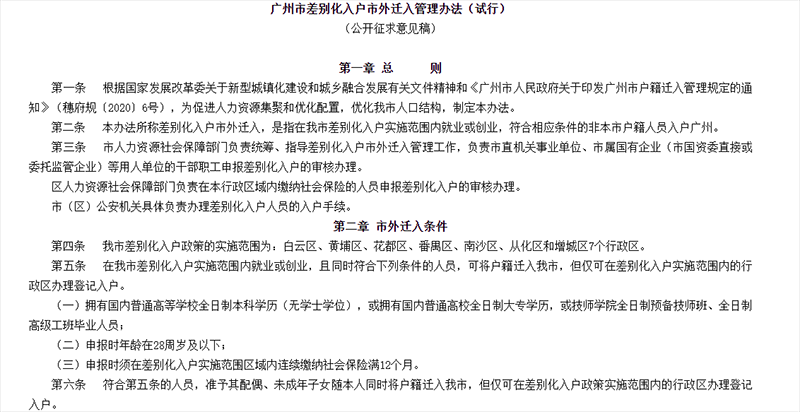 广州市差别化入户市外迁入管理办法（试行）
（公开征求意见稿）
第一章 总 则
第一条 根据国家发展改革委关于新型城镇化建设和城乡融合发展有关文件精神和《广州市人民政府关于印发广州市户籍迁入管理规定的通
知》（穗府规〔2020〕6号），为促进人力资源集聚和优化配置，优化我市人口结构，制定本办法。
第二条 本办法所称差别化入户市外迁入，是指在我市差别化入户实施范围内就业或创业，符合相应条件的非本市户籍人员入户广州。
第三条 市人力资源社会保障部门负责统筹、指导差别化入户市外迁入管理工作，负责市直机关事业单位、市属国有企业（市国资委直接或
委托监管企业）等用人单位的干部职工申报差别化入户的审核办理。
区人力资源社会保障部门负责在本行政区域内缴纳社会保险的人员申报差别化入户的审核办理。
市（区）公安机关具体负责办理差别化入户人员的入户手续。
第二章 市外迁入条件
第四条 我市差别化入户政策的实施范围为：白云区、黄埔区、花都区、番禺区、南沙区、从化区和增城区7个行政区。
第五条 在我市差别化入户实施范围内就业或创业，且同时符合下列条件的人员，可将户籍迁入我市，但仅可在差别化入户实施范围内的行
政区办理登记入户。
（一）拥有国内普通高等学校全日制本科学历（无学士学位），或拥有国内普通高校全日制大专学历，或技师学院全日制预备技师班、全日制
高级工班毕业人员；
（二）申报时年龄在28周岁及以下；
（三）申报时须在差别化入户实施范围区域内连续缴纳社会保险满12个月。
第六条 符合第五条的人员，准予其配偶、未成年子女随本人同时将户籍迁入我市，但仅可在差别化入户政策实施范围内的行政区办理登记
入户。